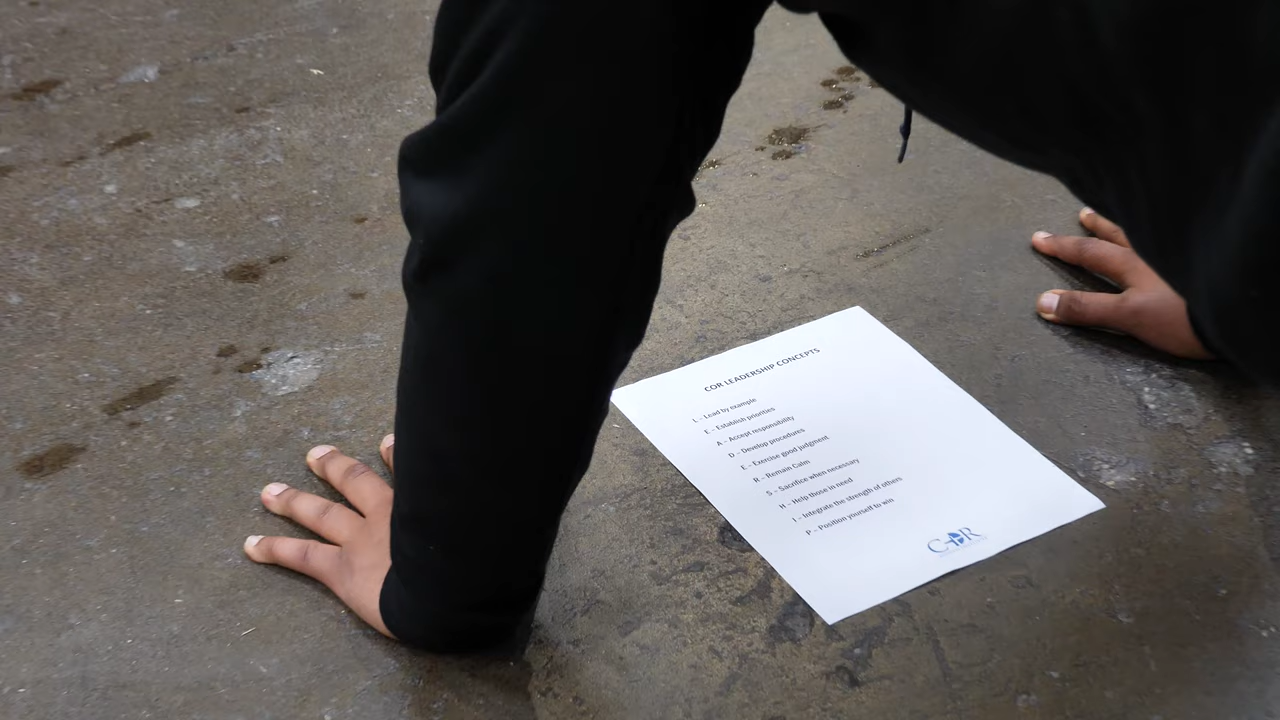 COR LEADERSHIP CONCEPTS
L – Lead by example
E – Establish priorities
A – Accept responsibility
D – Develop procedures
E – Exercise good judgment
R – Remain Calm
S – Sacrifice when necessary
H – Help those in need
I – Integrate the strength of others
P – Position yourself to win
COR